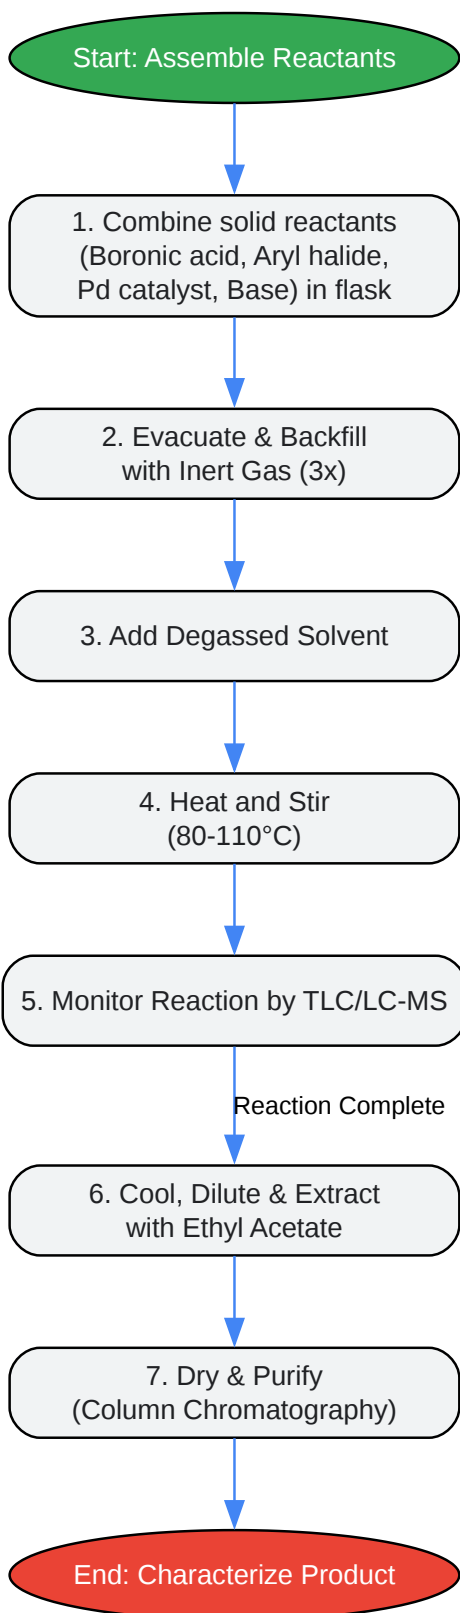 Start: Assemble Reactants
1. Combine solid reactants
(Boronic acid, Aryl halide,
Pd catalyst, Base) in flask
2. Evacuate & Backfill
with Inert Gas (3x)
3. Add Degassed Solvent
4. Heat and Stir
(80-110°C)
5. Monitor Reaction by TLC/LC-MS
Reaction Complete
6. Cool, Dilute & Extract
with Ethyl Acetate
7. Dry & Purify
(Column Chromatography)
End: Characterize Product